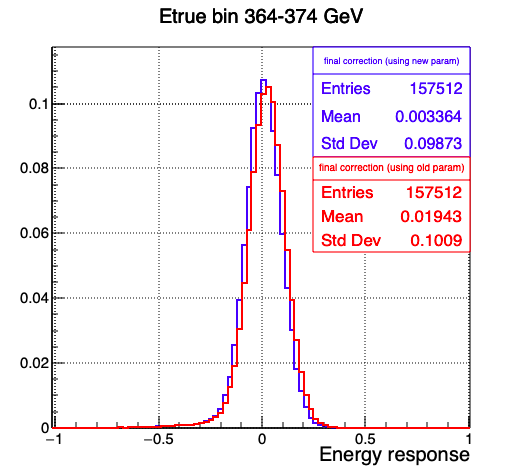 Etrue bin 364-374 GeV
final correction (using new param)
Entries 157512
Mean 0.003364
Std Dev 0.09873
final correction (using old param)
Entries 157512
Mean 0.01943
Std Dev 0.1009
0.1
0.08
0.06
0.04
0.02
0
−1 −0.5 0 0.5 1
Energy response